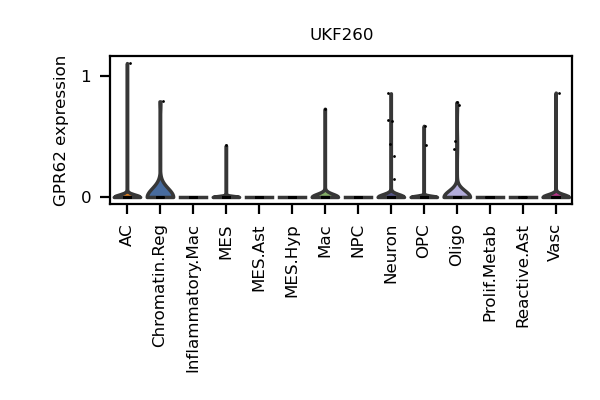 UKF260
GPR62 expression
1
0
AC
Chromatin.Reg
Inflammatory.Mac
MES
MES.Ast
MES.Hyp
Mac
NPC
Neuron
OPC
Oligo
Prolif.Metab
Reactive.Ast
Vasc